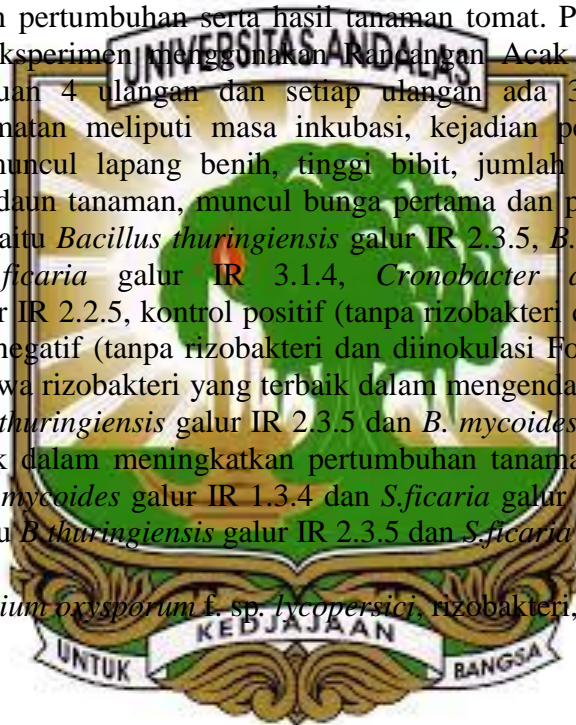 n pertumbuhan serta hasil tanaman tomat. P
ksperimen menggunakan Rancangan Acak
UNIVERSITAS ANDALAS
uan 4 ulangan dan setiap ulangan ada 3
matan meliputi masa inkubasi, kejadian pe
uncul lapang benih, tinggi bibit, jumlah
daun tanaman, muncul bunga pertama dan p
aitu Bacillus thuringiensis galur IR 2.3.5, B.
ficaria galur IR 3.1.4, Cronobacter
r IR 2.2.5, kontrol positif (tanpa rizobakteri d
negatif (tanpa rizobakteri dan diinokulasi Fo
wa rizobakteri yang terbaik dalam mengenda
thuringiensis galur IR 2.3.5 dan B. mycoides
k dalam meningkatkan pertumbuhan tanama
mycoides galur IR 1.3.4 dan S.ficaria galur
u B.thuringiensis galur IR 2.3.5 dan S.ficaria
ium oxysporum f. sp. lycopersici, rizobakteri,
KEDJAJAAN
UNTUK BANGSA